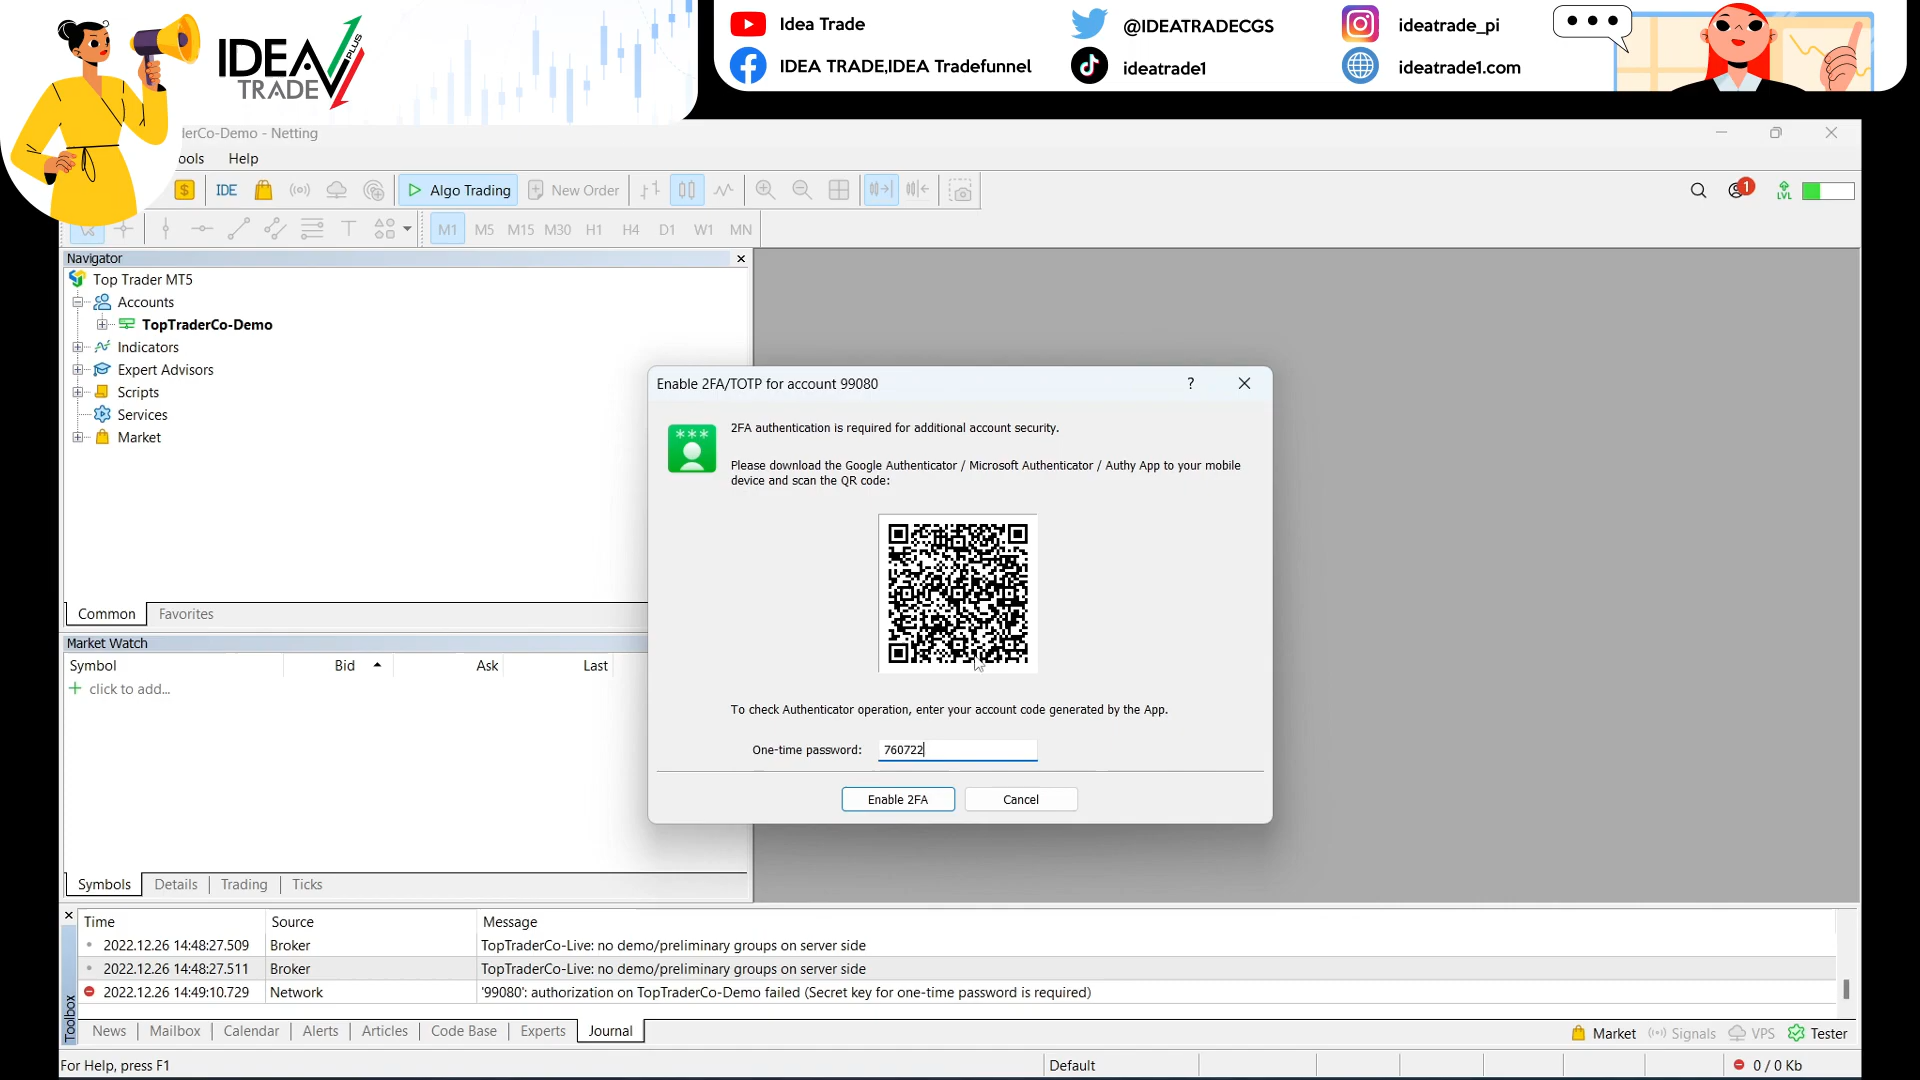 IDEA
TRADE
PLUS
Idea Trade
@IDEATRADECGS
ideatrade_pi
IDEA TRADE,IDEA Tradefunnel
ideatrade1
ideatrade1.com
lerCo-Demo - Netting
ools Help
$ IDE Algo Trading New Order 1 LVL
T M1 M5 M15 M30 H1 H4 D1 W1 MN
Navigator
Top Trader MT5
Accounts
TopTraderCo-Demo
Indicators
Expert Advisors
Scripts
Services
Market
Common Favorites
Market Watch
Symbol Bid Ask Last
click to add...
Symbols Details Trading Ticks
Enable 2FA/TOTP for account 99080 ?
***
2FA authentication is required for additional account security.
Please download the Google Authenticator / Microsoft Authenticator / Authy App to your mobile
device and scan the QR code:
To check Authenticator operation, enter your account code generated by the App.
One-time password: 760722
Enable 2FA Cancel
Toolbox
Time Source Message
2022.12.26 14:48:27.509 Broker TopTraderCo-Live: no demo/preliminary groups on server side
2022.12.26 14:48:27.511 Broker TopTraderCo-Live: no demo/preliminary groups on server side
2022.12.26 14:49:10.729 Network '99080': authorization on TopTraderCo-Demo failed (Secret key for one-time password is required)
News Mailbox Calendar Alerts Articles Code Base Experts Journal Market Signals VPS Tester
For Help, press F1 Default 0 / 0 Kb